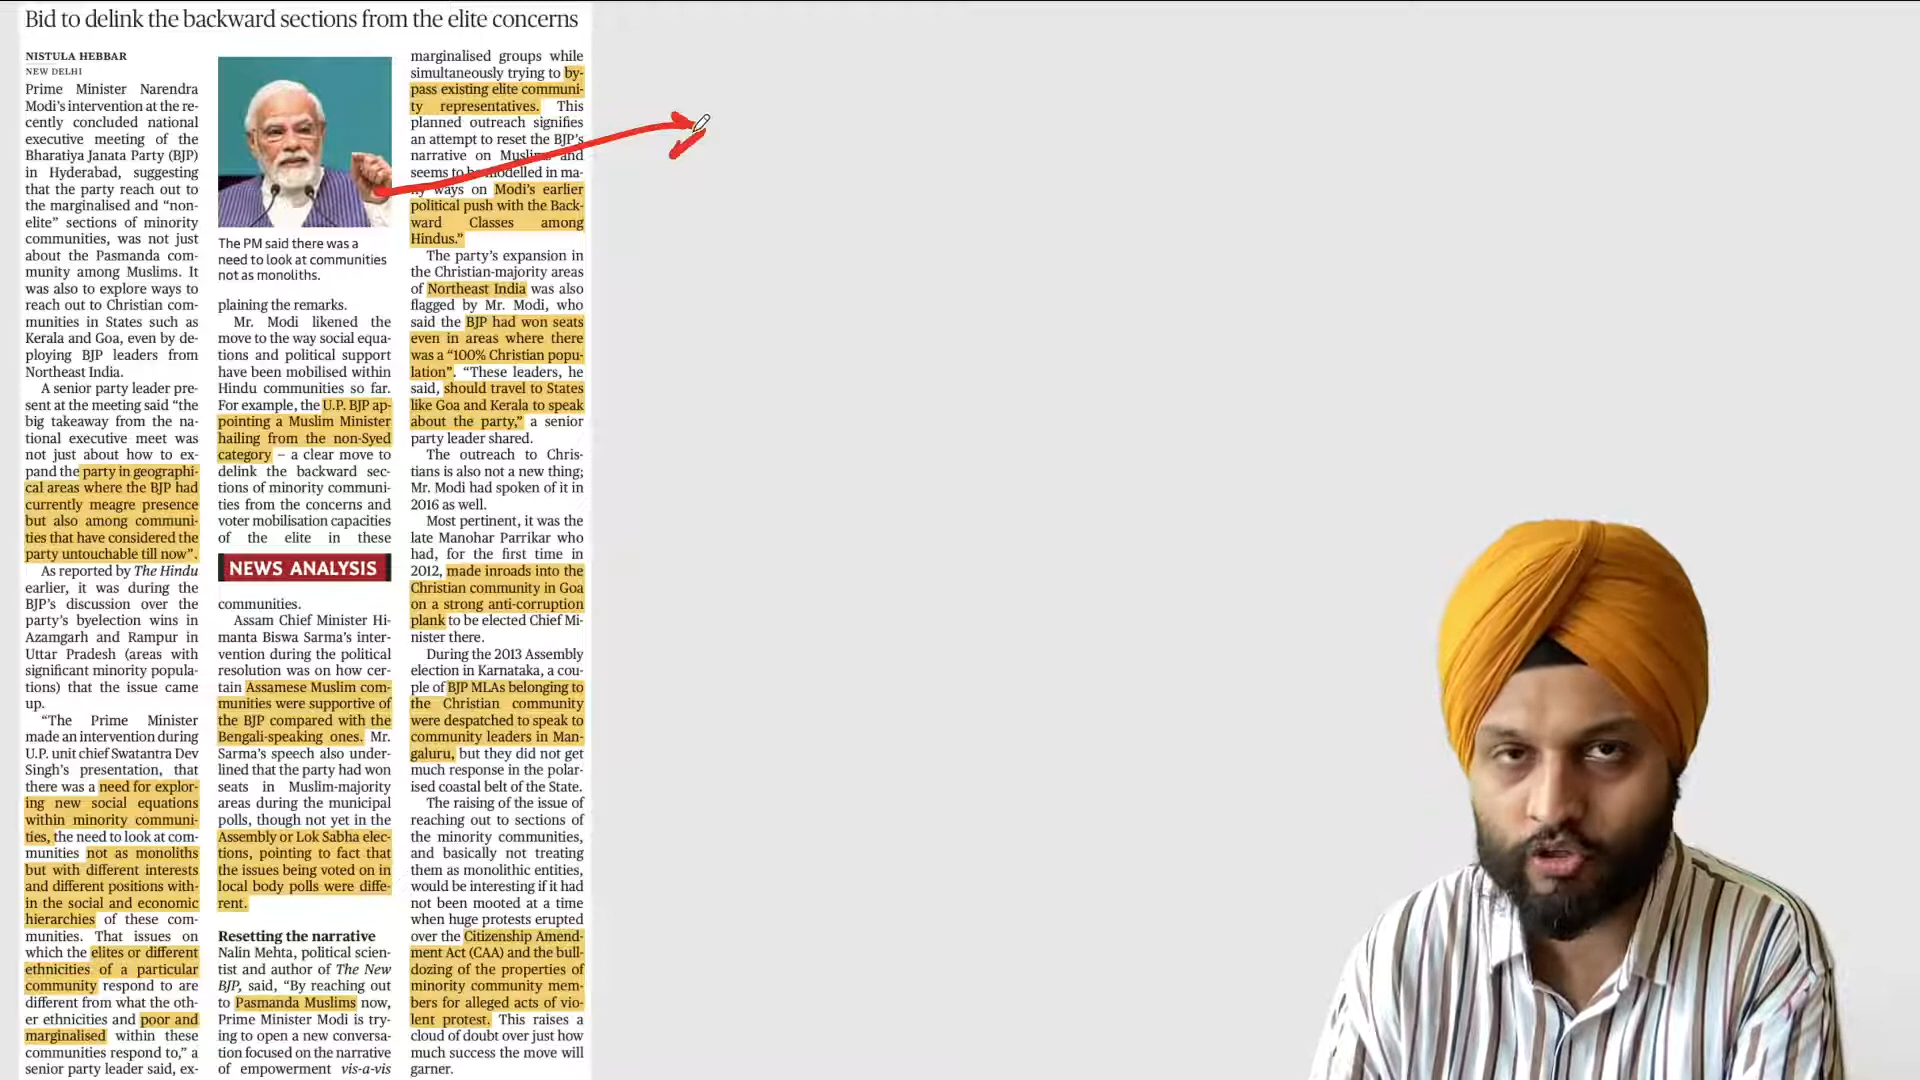 Bid to delink the backward sections from the elite concerns
NISTULA HEBBAR
NEW DELHI
Prime Minister Narendra
Modi's intervention at the re-
cently concluded national
executive meeting of the
Bharatiya Janata Party (BJP)
in Hyderabad, suggesting
that the party reach out to
the marginalised and "non-
elite" sections of minority
communities, was not just
about the Pasmanda com-
munity among Muslims. It
was also to explore ways to
reach out to Christian com-
munities in States such as
Kerala and Goa, even by de-
ploying BJP leaders from
Northeast India.
A senior party leader pre-
sent at the meeting said "the
big takeaway from the na-
tional executive meet was
not just about how to ex-
pand the party in geographi-
cal areas where the BJP had
currently meagre presence
but also among communi-
ties that have considered the
party untouchable till now".
As reported by The Hindu
earlier, it was during the
BJP's discussion over the
party's byelection wins in
Azamgarh and Rampur in
Uttar Pradesh (areas with
significant minority popula-
tions) that the issue came
up.
"The Prime Minister
made an intervention during
U.P. unit chief Swatantra Dev
Singh's presentation, that
there was a need for explor-
ing new social equations
within minority communi-
ties, the need to look at com-
munities not as monoliths
but with different interests
and different positions with-
in the social and economic
hierarchies of these com-
munities. That issues on
which the elites or different
ethnicities of a particular
community respond to are
different from what the oth-
er ethnicities and poor and
marginalised within these
communities respond to," a
senior party leader said, ex-
The PM said there was a
need to look at communities
not as monoliths.
plaining the remarks.
Mr. Modi likened the
move to the way social equa-
tions and political support
have been mobilised within
Hindu communities so far.
For example, the U.P. BJP ap-
pointing a Muslim Minister
hailing from the non-Syed
category – a clear move to
delink the backward sec-
tions of minority communi-
ties from the concerns and
voter mobilisation capacities
of the elite in these
NEWS ANALYSIS
communities.
Assam Chief Minister Hi-
manta Biswa Sarma's inter-
vention during the political
resolution was on how cer-
tain Assamese Muslim com-
munities were supportive of
the BJP compared with the
Bengali-speaking ones. Mr.
Sarma's speech also under-
lined that the party had won
seats in Muslim-majority
areas during the municipal
polls, though not yet in the
Assembly or Lok Sabha elec-
tions, pointing to fact that
the issues being voted on in
local body polls were diffe-
rent.
Resetting the narrative
Nalin Mehta, political scien-
tist and author of The New
BJP, said, "By reaching out
to Pasmanda Muslims now,
Prime Minister Modi is try-
ing to open a new conversa-
tion focused on the narrative
of empowerment vis-a-vis
marginalised groups while
simultaneously trying to by-
pass existing elite communi-
ty representatives. This
planned outreach signifies
an attempt to reset the BJP's
narrative on Muslims and
seems to be modelled in ma-
ny ways on Modi's earlier
political push with the Back-
ward Classes among
Hindus."
The party's expansion in
the Christian-majority areas
of Northeast India was also
flagged by Mr. Modi, who
said the BJP had won seats
even in areas where there
was a "100% Christian popu-
lation". "These leaders, he
said, should travel to States
like Goa and Kerala to speak
about the party," a senior
party leader shared.
The outreach to Chris-
tians is also not a new thing;
Mr. Modi had spoken of it in
2016 as well.
Most pertinent, it was the
late Manohar Parrikar who
had, for the first time in
2012, made inroads into the
Christian community in Goa
on a strong anti-corruption
plank to be elected Chief Mi-
nister there.
During the 2013 Assembly
election in Karnataka, a cou-
ple of BJP MLAs belonging to
the Christian community
were despatched to speak to
community leaders in Man-
galuru, but they did not get
much response in the polar-
ised coastal belt of the State.
The raising of the issue of
reaching out to sections of
the minority communities,
and basically not treating
them as monolithic entities,
would be interesting if it had
not been mooted at a time
when huge protests erupted
over the Citizenship Amend-
ment Act (CAA) and the bull-
dozing of the properties of
minority community mem-
bers for alleged acts of vio-
lent protest. This raises a
cloud of doubt over just how
much success the move will
garner.